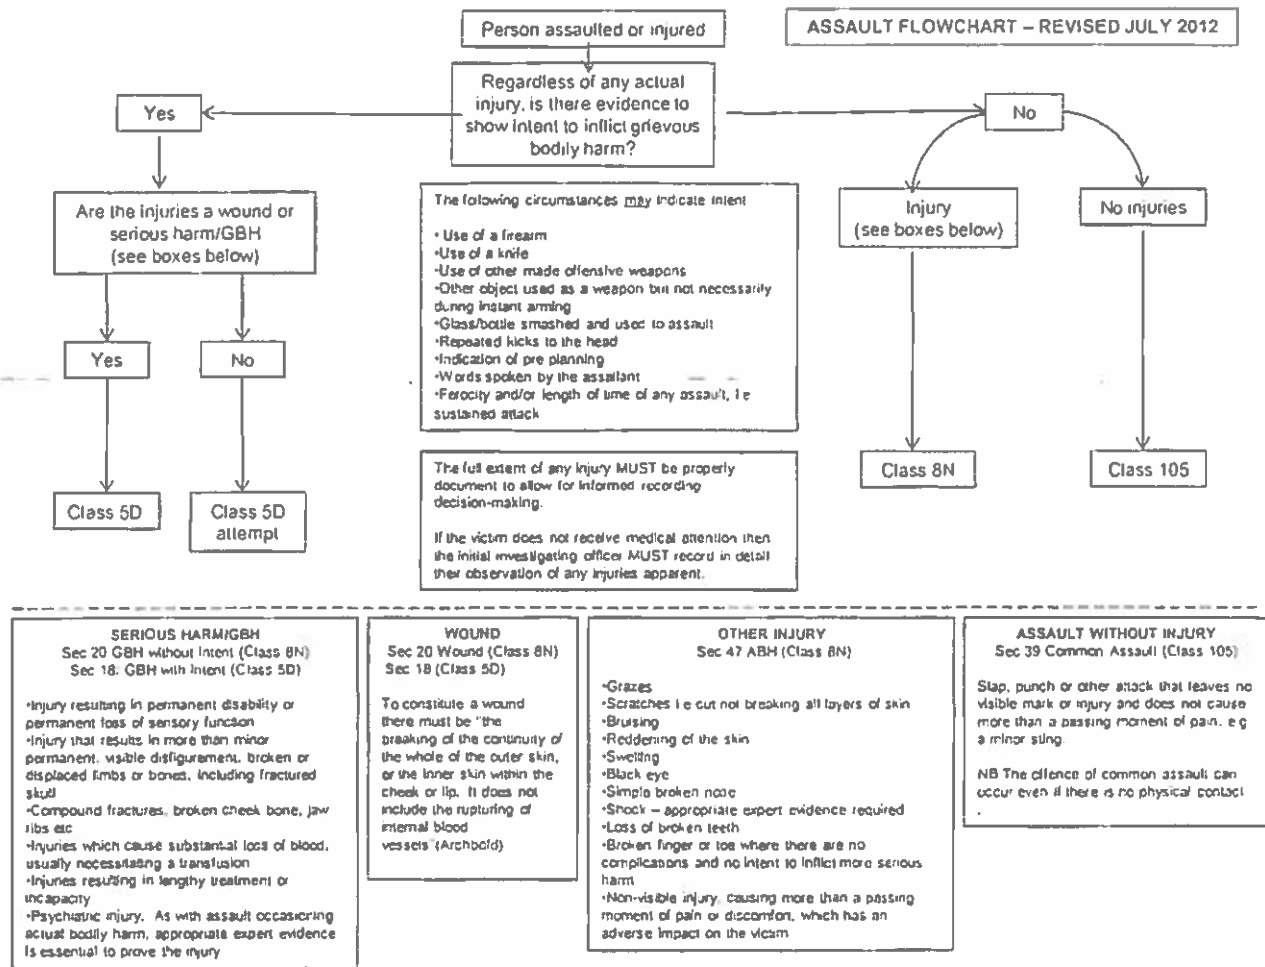 ASSAULT FLOWCHART – REVISED JULY 2012
Person assaulted or injured
Regardless of any actual
injury, is there evidence to
show intent to inflict grievous
bodily harm?
Yes
No
Are the injuries a wound or
serious harm/GBH
(see boxes below)
The following circumstances may indicate intent
• Use of a firearm
•Use of a knife
•Use of other made offensive weapons
•Other object used as a weapon but not necessarily
during instant arming
•Glass/bottle smashed and used to assault
•Repeated kicks to the head
•Indication of pre planning
•Words spoken by the assailant
•Ferocity and/or length of time of any assault, i e
sustained attack
Injury
(see boxes below)
No injuries
Yes
No
Class 5D
Class 5D
attempt
The full extent of any Injury MUST be properly
document to allow for informed recording
decision-making.
If the victim does not receive medical attention then
the initial investigating officer MUST record in detail
their observation of any injuries apparent.
Class 8N
Class 105
SERIOUS HARM/GBH
Sec 20 GBH without Intent (Class 8N)
Sec 18: GBH with Intent (Class 5D)
•Injury resulting in permanent disability or
permanent loss of sensory function
•Injury that results in more than minor
permanent, visible disfigurement, broken or
displaced limbs or bones, including fractured
skull
•Compound fractures, broken cheek bone, jaw
ribs etc
•Injuries which cause substantial loss of blood,
usually necessitating a transfusion
•Injuries resulting in lengthy treatment or
incapacity
•Psychiatric injury. As with assault occasioning
actual bodily harm, appropriate expert evidence
is essential to prove the injury
WOUND
Sec 20 Wound (Class 8N)
Sec 18 (Class 5D)
To constitute a wound
there must be "the
breaking of the continuity of
the whole of the outer skin,
or the inner skin within the
cheek or lip. It does not
include the rupturing of
internal blood
vessels" (Archbold)
OTHER INJURY
Sec 47 ABH (Class 8N)
•Grazes
•Scratches i e cut not breaking all layers of skin
•Bruising
•Reddening of the skin
•Swelling
•Black eye
•Simple broken nose
•Shock – appropriate expert evidence required
•Loss of broken teeth
•Broken finger or toe where there are no
complications and no intent to inflict more serious
harm
•Non-visible injury, causing more than a passing
moment of pain or discomfort, which has an
adverse impact on the victim
ASSAULT WITHOUT INJURY
Sec 39 Common Assault (Class 105)
Slap, punch or other attack that leaves no
visible mark or injury and does not cause
more than a passing moment of pain, e g
a minor sting.
NB The offence of common assault can
occur even if there is no physical contact
.